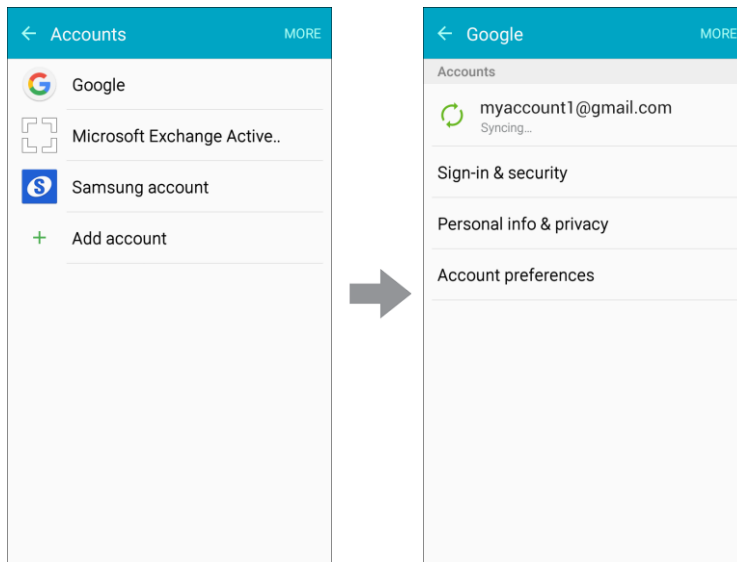 Accounts
MORE
Google
Microsoft Exchange Active..
Samsung account
Add account
Google
MORE
Accounts
myaccount1@gmail.com
Syncing...
Sign-in & security
Personal info & privacy
Account preferences